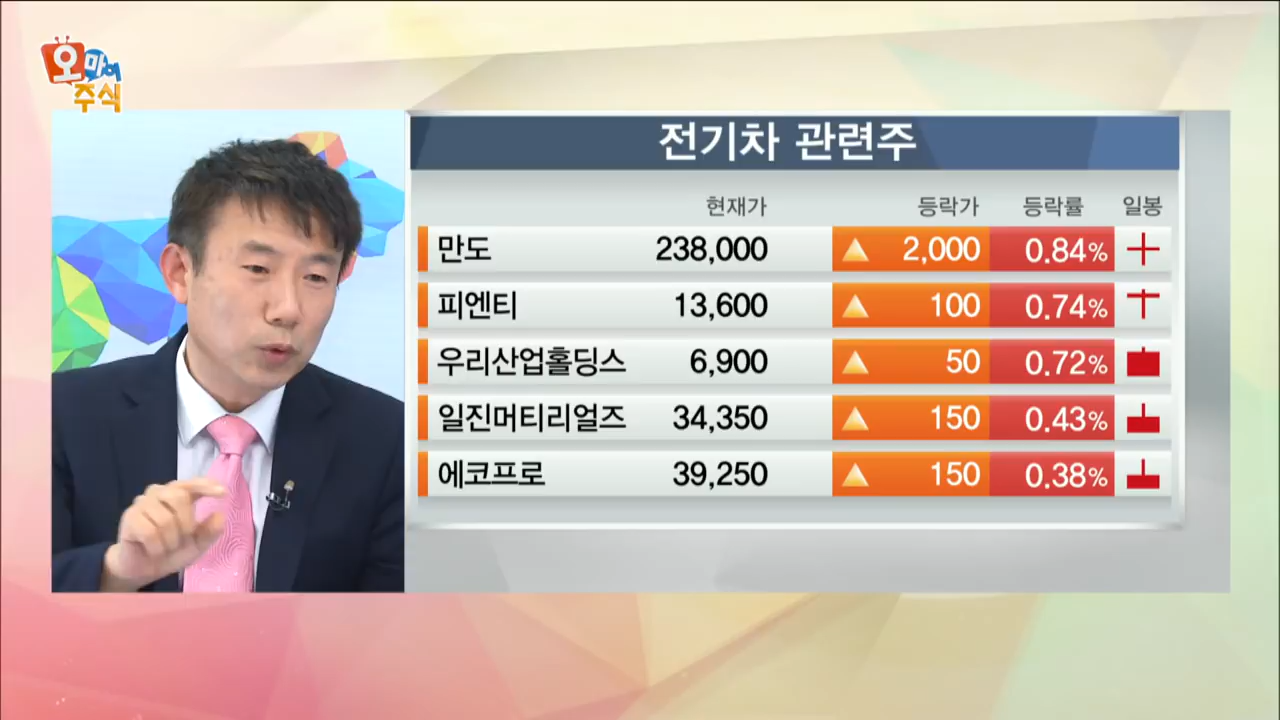 오마이
주식
전기차 관련주
현재가 등락가 등락률 일봉
만도 238,000 ▲ 2,000 0.84%
피엔티 13,600 ▲ 100 0.74%
우리산업홀딩스 6,900 ▲ 50 0.72%
일진머티리얼즈 34,350 ▲ 150 0.43%
에코프로 39,250 ▲ 150 0.38%